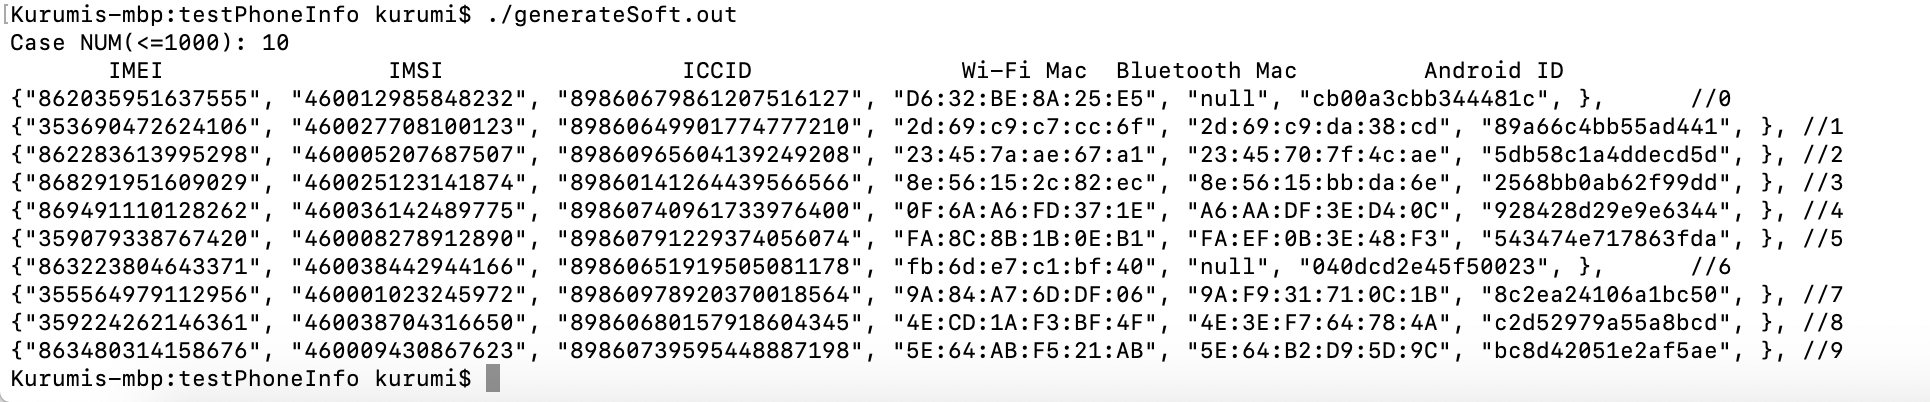 [Kurumis-mbp:testPhoneInfo kurumi$ ./generateSoft.out
Case NUM(<=1000): 10
IMEI IMSI ICCID Wi-Fi Mac Bluetooth Mac Android ID
{"862035951637555", "460012985848232", "89860679861207516127", "D6:32:BE:8A:25:E5", "null", "cb00a3cbb344481c", }, //0
{"353690472624106", "460027708100123", "89860649901774777210", "2d:69:c9:c7:cc:6f", "2d:69:c9:da:38:cd", "89a66c4bb55ad441", }, //1
{"862283613995298", "460005207687507", "89860965604139249208", "23:45:7a:ae:67:a1", "23:45:70:7f:4c:ae", "5db58c1a4ddecd5d", }, //2
{"868291951609029", "460025123141874", "89860141264439566566", "8e:56:15:2c:82:ec", "8e:56:15:bb:da:6e", "2568bb0ab62f99dd", }, //3
{"869491110128262", "460036142489775", "89860740961733976400", "0F:6A:A6:FD:37:1E", "A6:AA:DF:3E:D4:0C", "928428d29e9e6344", }, //4
{"359079338767420", "460008278912890", "89860791229374056074", "FA:8C:8B:1B:0E:B1", "FA:EF:0B:3E:48:F3", "543474e717863fda", }, //5
{"863223804643371", "460038442944166", "89860651919505081178", "fb:6d:e7:c1:bf:40", "null", "040dcd2e45f50023", }, //6
{"355564979112956", "460001023245972", "89860978920370018564", "9A:84:A7:6D:DF:06", "9A:F9:31:71:0C:1B", "8c2ea24106a1bc50", }, //7
{"359224262146361", "460038704316650", "89860680157918604345", "4E:CD:1A:F3:BF:4F", "4E:3E:F7:64:78:4A", "c2d52979a55a8bcd", }, //8
{"863480314158676", "460009430867623", "89860739595448887198", "5E:64:AB:F5:21:AB", "5E:64:B2:D9:5D:9C", "bc8d42051e2af5ae", }, //9
Kurumis-mbp:testPhoneInfo kurumi$